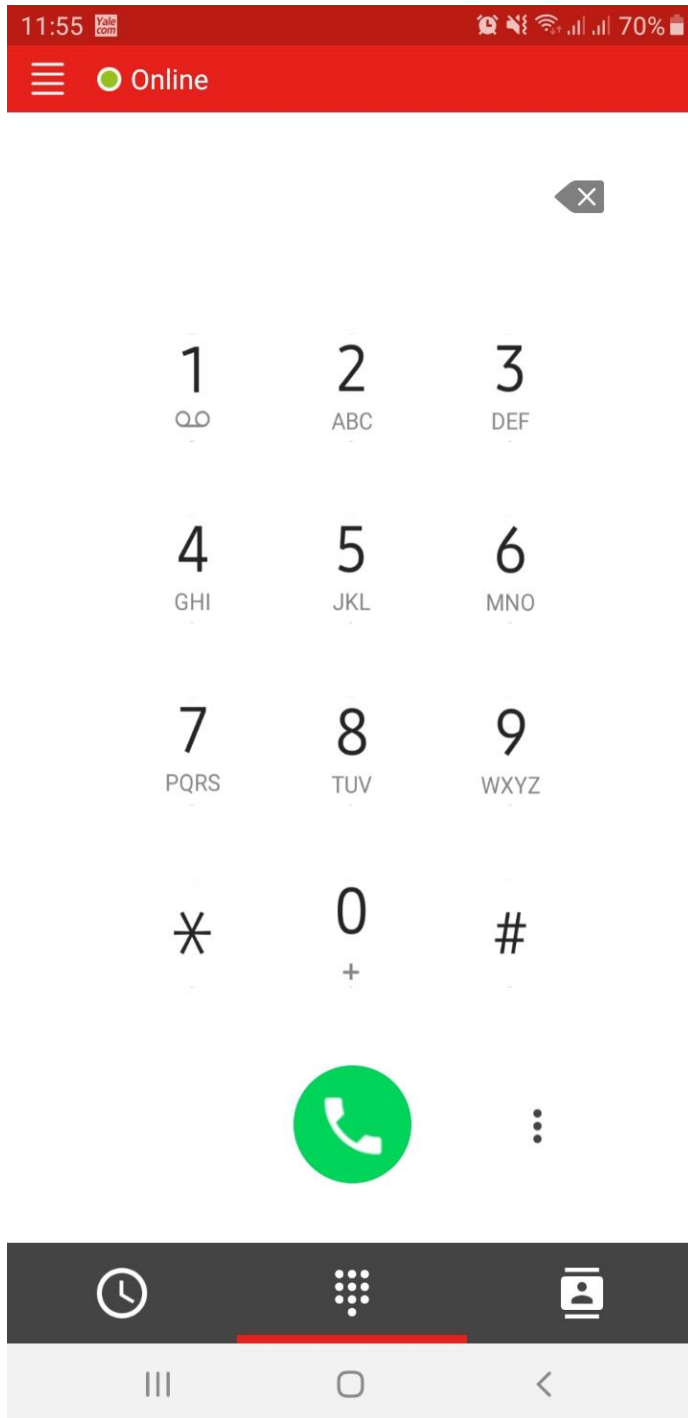 11:55 Yale com 70%
Online
1 2 3
ABC DEF
4 5 6
GHI JKL MNO
7 8 9
PQRS TUV WXYZ
* 0 #
+